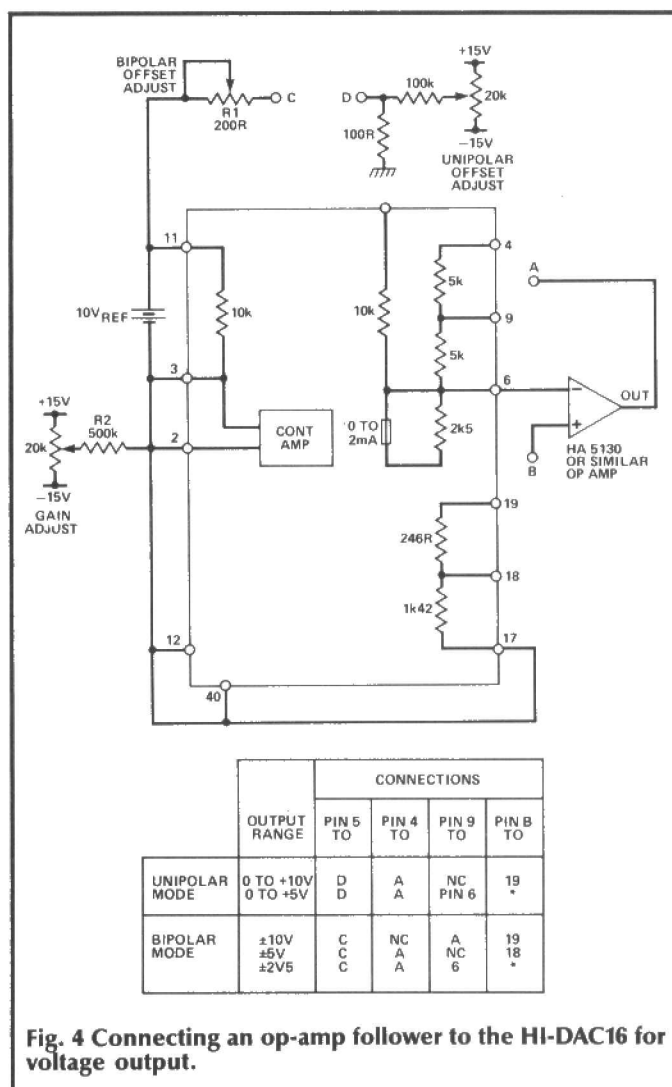 BIPOLAR
OFFSET
ADJUST
R1
200R
C
D
100k
100R
+15V
20k
−15V
UNIPOLAR
OFFSET
ADJUST
11
10k
10VREF
3
2
CONT
AMP
+15V
20k
R2
500k
−15V
GAIN
ADJUST
10k
0 TO
2mA
5k
5k
2k5
4
9
6
A
OUT
−
+
B
HA 5130
OR SIMILAR
OP AMP
19
246R
18
1k42
17
12
40
CONNECTIONS
OUTPUT RANGE PIN 5 TO PIN 4 TO PIN 9 TO PIN B TO
UNIPOLAR MODE 0 TO +10V D A NC 19
0 TO +5V D A PIN 6 *
BIPOLAR MODE ±10V C NC A 19
±5V C A NC 18
±2V5 C A 6 *
Fig. 4 Connecting an op-amp follower to the HI-DAC16 for
voltage output.